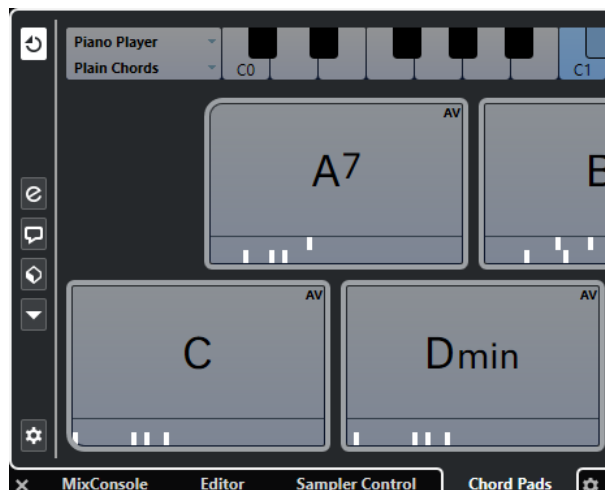 Piano Player
Plain Chords
C0
C1
AV
A7
B
AV
AV
C
Dmin
MixConsole
Editor
Sampler Control
Chord Pads